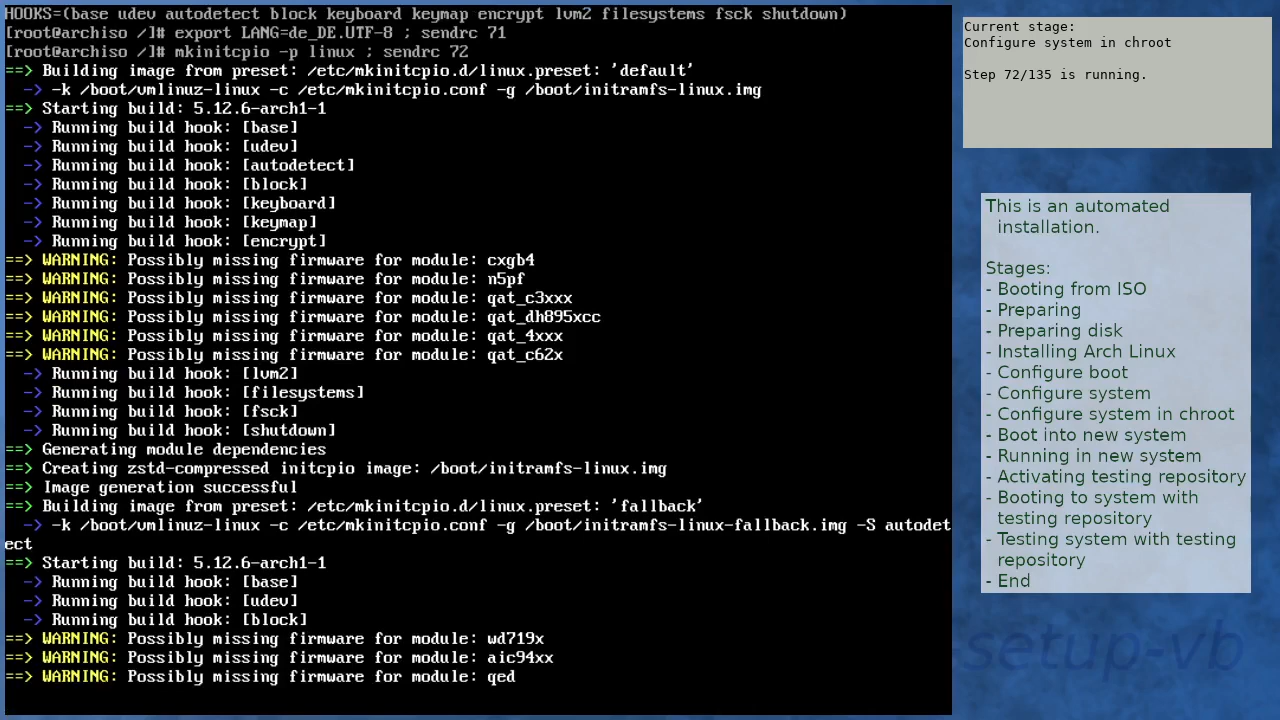 HOOKS=(base udev autodetect block keyboard keymap encrypt lvm2 filesystems fsck shutdown)
[root@archiso /]# export LANG=de_DE.UTF-8 ; sendrc 71
[root@archiso /]# mkinitcpio -p linux ; sendrc 72
==> Building image from preset: /etc/mkinitcpio.d/linux.preset: 'default'
  -> -k /boot/vmlinuz-linux -c /etc/mkinitcpio.conf -g /boot/initramfs-linux.img
==> Starting build: 5.12.6-arch1-1
  -> Running build hook: [base]
  -> Running build hook: [udev]
  -> Running build hook: [autodetect]
  -> Running build hook: [block]
  -> Running build hook: [keyboard]
  -> Running build hook: [keymap]
  -> Running build hook: [encrypt]
==> WARNING: Possibly missing firmware for module: cxgb4
==> WARNING: Possibly missing firmware for module: n5pf
==> WARNING: Possibly missing firmware for module: qat_c3xxx
==> WARNING: Possibly missing firmware for module: qat_dh895xcc
==> WARNING: Possibly missing firmware for module: qat_4xxx
==> WARNING: Possibly missing firmware for module: qat_c62x
  -> Running build hook: [lvm2]
  -> Running build hook: [filesystems]
  -> Running build hook: [fsck]
  -> Running build hook: [shutdown]
==> Generating module dependencies
==> Creating zstd-compressed initcpio image: /boot/initramfs-linux.img
==> Image generation successful
==> Building image from preset: /etc/mkinitcpio.d/linux.preset: 'fallback'
  -> -k /boot/vmlinuz-linux -c /etc/mkinitcpio.conf -g /boot/initramfs-linux-fallback.img -S autodet
ect
==> Starting build: 5.12.6-arch1-1
  -> Running build hook: [base]
  -> Running build hook: [udev]
  -> Running build hook: [block]
==> WARNING: Possibly missing firmware for module: wd719x
==> WARNING: Possibly missing firmware for module: aic94xx
==> WARNING: Possibly missing firmware for module: qed
Current stage:
Configure system in chroot
Step 72/135 is running.
This is an automated
installation.
Stages:
- Booting from ISO
- Preparing
- Preparing disk
- Installing Arch Linux
- Configure boot
- Configure system
- Configure system in chroot
- Boot into new system
- Running in new system
- Activating testing repository
- Booting to system with
testing repository
- Testing system with testing
repository
- End
-setup-vb